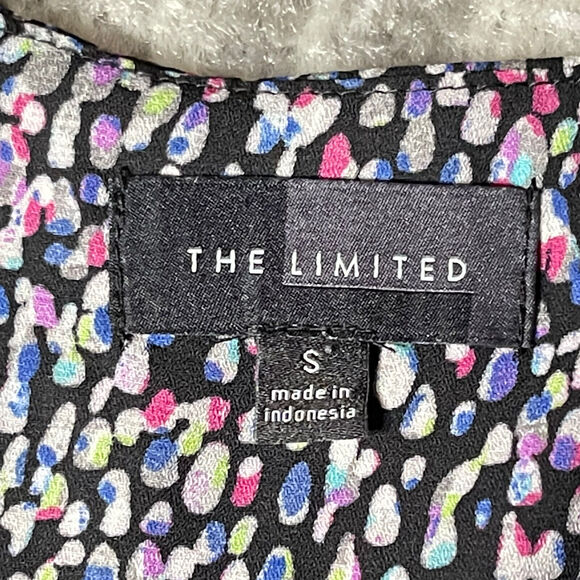 THE LIMITED
S
made in
indonesia